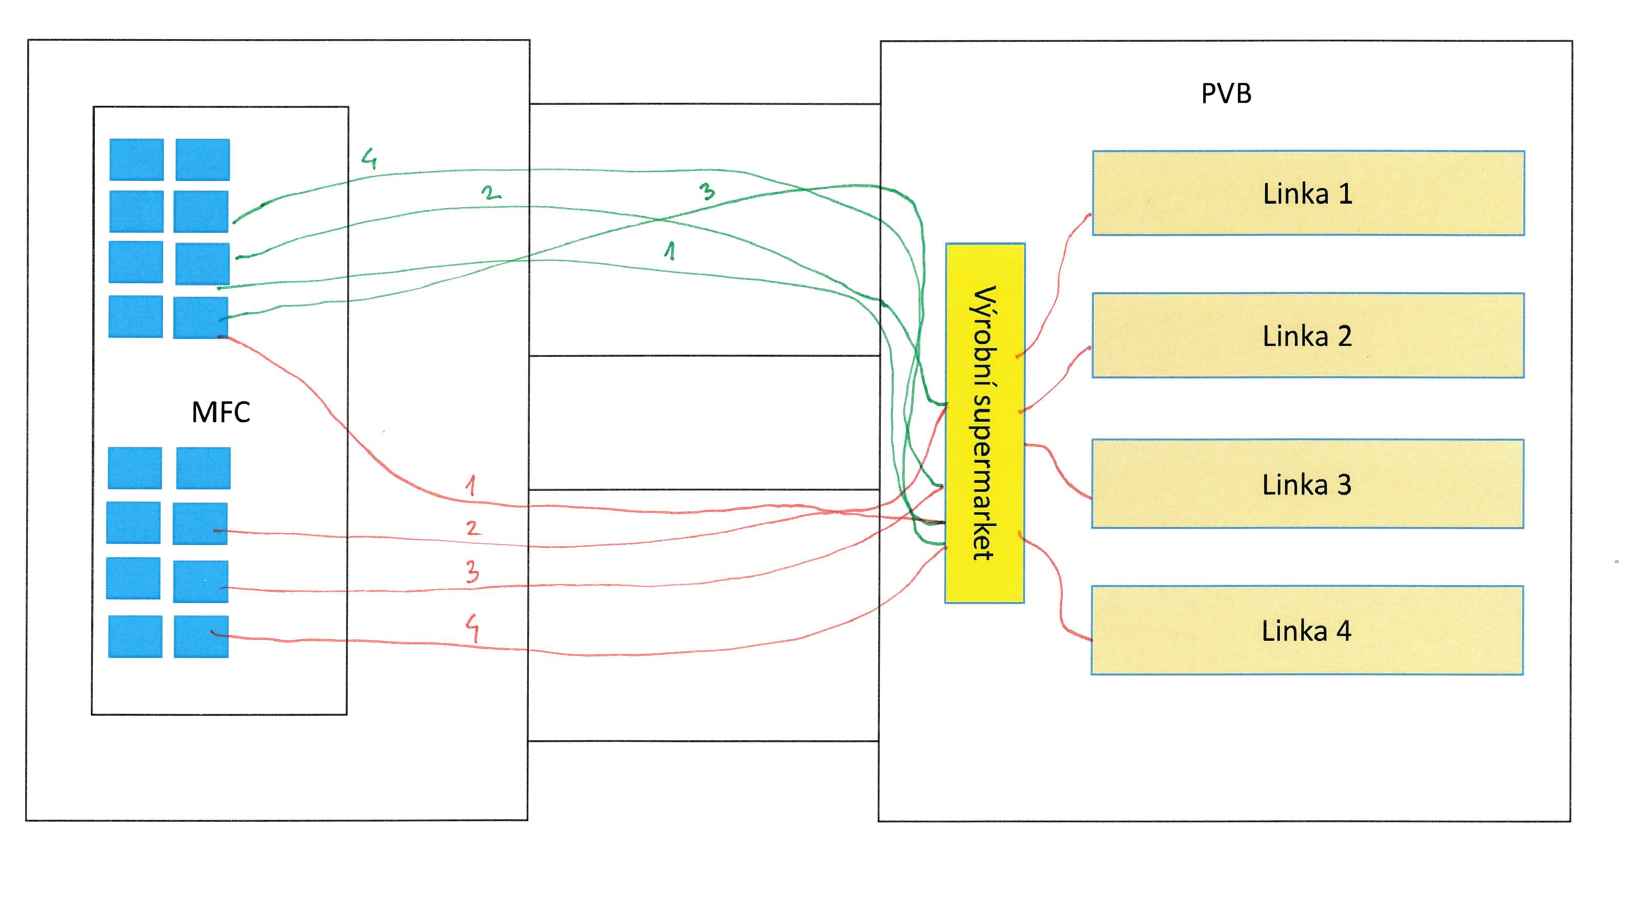 PVB
4
2
3
1
Linka 1
Linka 2
Výrobní supermarket
MFC
1
2
3
4
Linka 3
Linka 4